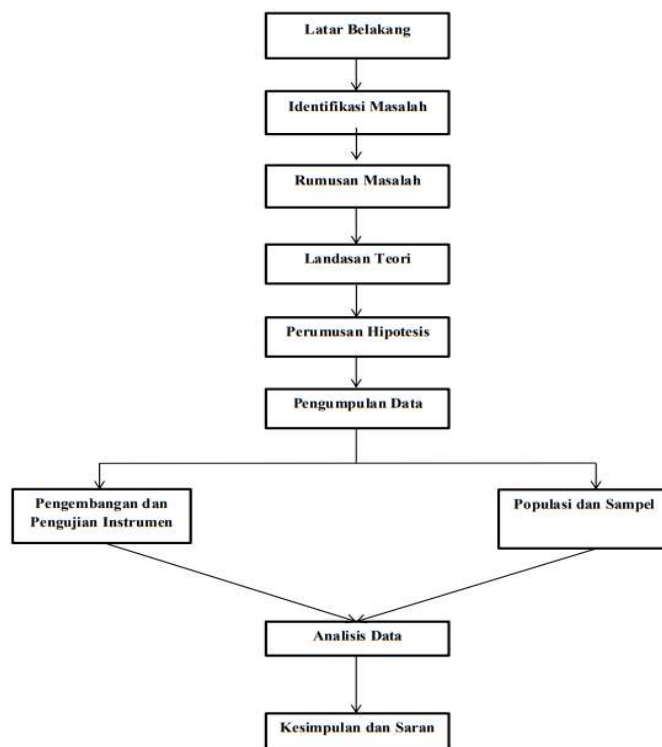 Latar Belakang
Identifikasi Masalah
Rumusan Masalah
Landasan Teori
Perumusan Hipotesis
Pengumpulan Data
Pengembangan dan
Pengujian Instrumen
Populasi dan Sampel
Analisis Data
Kesimpulan dan Saran